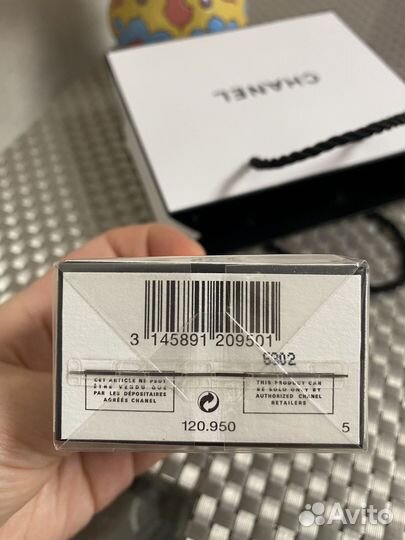 CHANEL
3 145891 209501
6302
CET ARTICLE NE PEUT
ÊTRE VENDU QUE
PAR LES DÉPOSITAIRES
AGRÉÉS CHANEL
THIS PRODUCT CAN
BE SOLD ONLY BY
AUTHORIZED CHANEL
RETAILERS
120.950
5
Avito